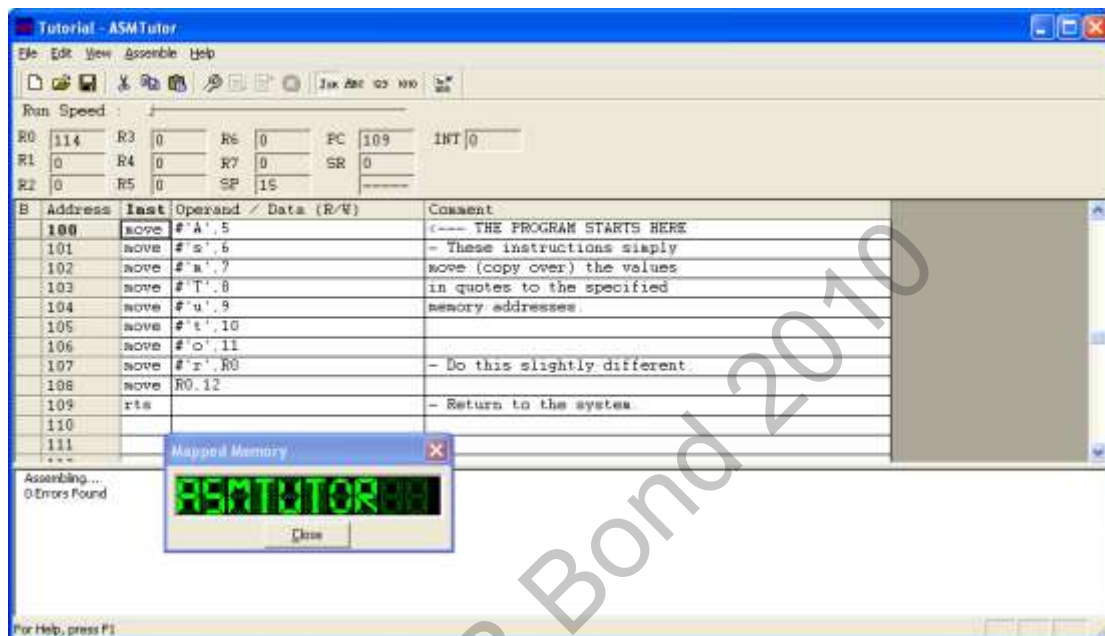 Tutorial - ASMTutor
File Edit View Assemble Help
Run Speed :
R0 114 R3 0 R6 0 PC 109 INT 0
R1 0 R4 0 R7 0 SR 0
R2 0 R5 0 SP 15 -----
B Address Inst Operand / Data (R/W) Comment
100 move #'A',5 <--- THE PROGRAM STARTS HERE
101 move #'s',6 - These instructions simply
102 move #'m',7 move (copy over) the values
103 move #'T',8 in quotes to the specified
104 move #'u',9 memory addresses.
105 move #'t',10
106 move #'o',11
107 move #'r',R0 - Do this slightly different.
108 move R0,12
109 rts - Return to the system.
110
111
Mapped Memory
ASMTUTOR
Close
Assembling...
0 Errors Found
For Help, press F1
Bond 2010